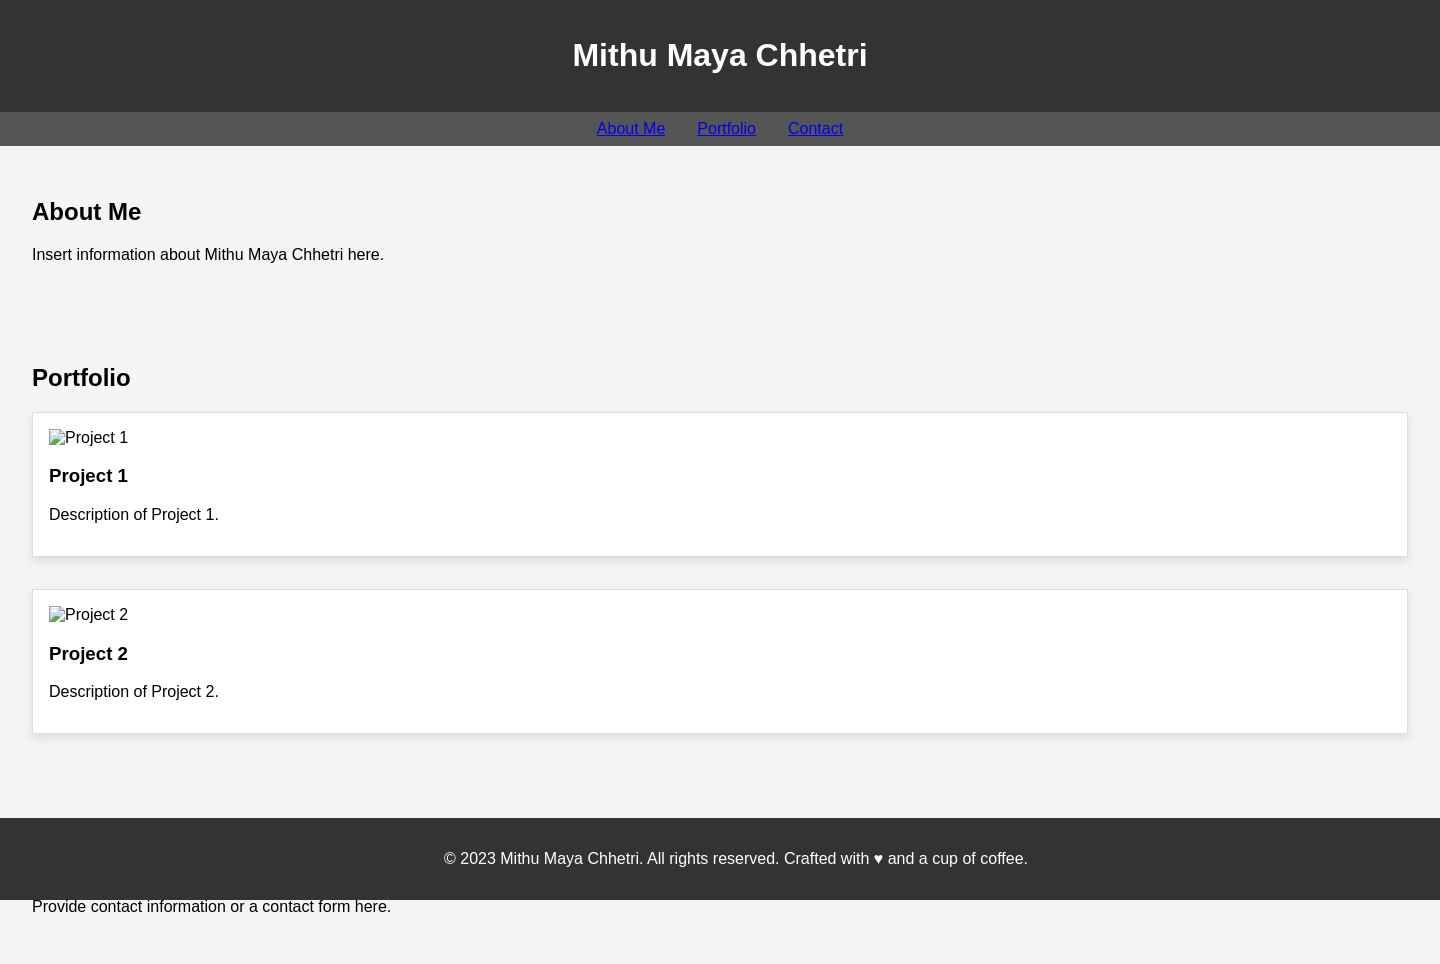 Mithu Maya Chhetri
About Me Portfolio Contact
About Me
Insert information about Mithu Maya Chhetri here.
Portfolio
Project 1
Project 1
Description of Project 1.
Project 2
Project 2
Description of Project 2.
© 2023 Mithu Maya Chhetri. All rights reserved. Crafted with ♥ and a cup of coffee.
Provide contact information or a contact form here.